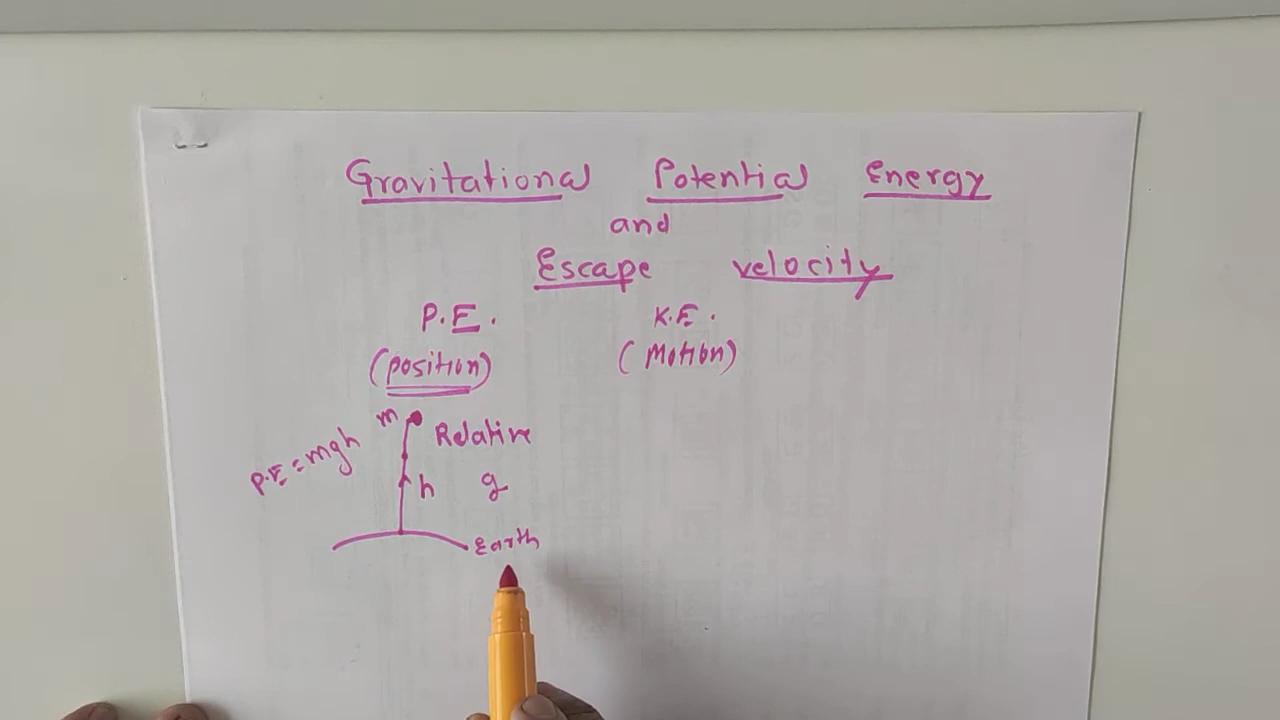 Gravitational Potential Energy
and
Escape velocity
P.E. K.E.
(position) (Motion)
m Relative
P.E. = mgh
h g
Earth